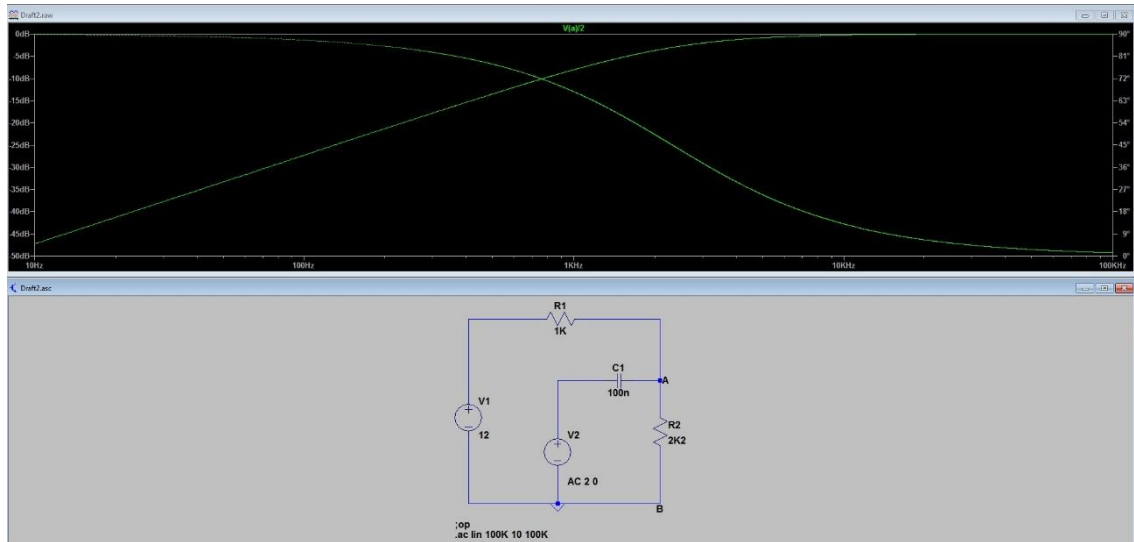 Draft2.raw
V(a)/2
0dB
-5dB
-10dB
-15dB
-20dB
-25dB
-30dB
-35dB
-40dB
-45dB
-50dB
90°
81°
72°
63°
54°
45°
36°
27°
18°
9°
0°
10Hz
100Hz
1KHz
10KHz
100KHz
Draft2.asc
R1
1K
C1
100n
A
V1
12
V2
R2
2K2
AC 2 0
B
;op
.ac lin 100K 10 100K